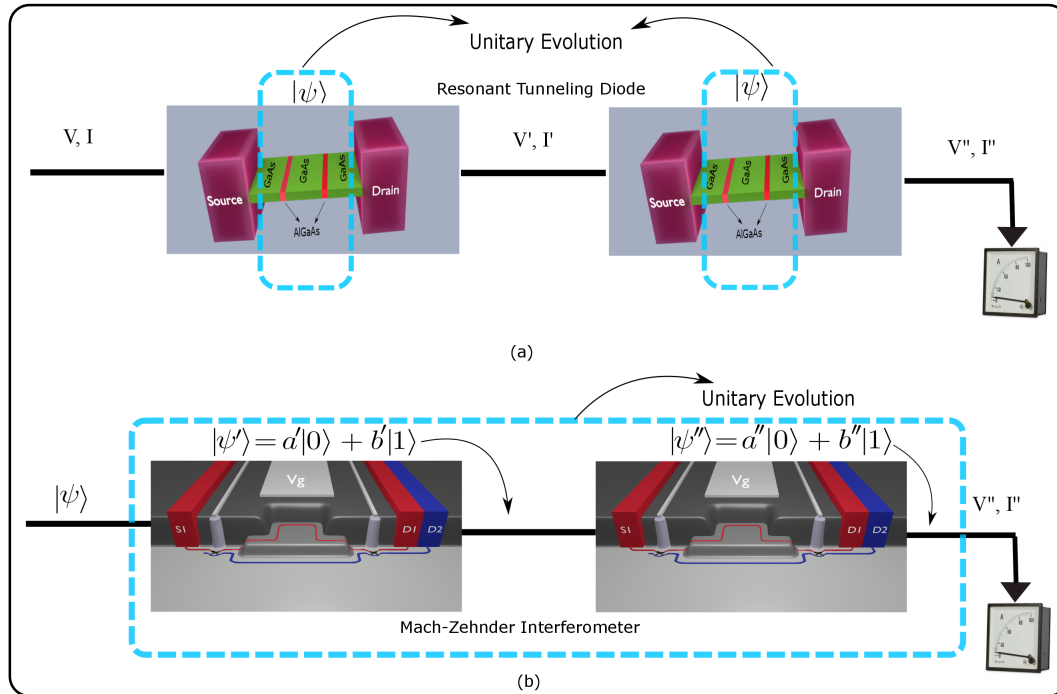 Unitary Evolution
|ψ⟩
Resonant Tunneling Diode
|ψ⟩
V, I
V', I'
V", I"
Source
GaAs
GaAs
GaAs
Drain
AlGaAs
Source
GaAs
GaAs
GaAs
Drain
AlGaAs
A
(a)
Unitary Evolution
|ψ'⟩=a'|0⟩ + b'|1⟩
|ψ"⟩=a"|0⟩ + b"|1⟩
|ψ⟩
Vg
S1
D1
D2
Vg
S1
D1
D2
V", I"
Mach-Zehnder Interferometer
A
(b)